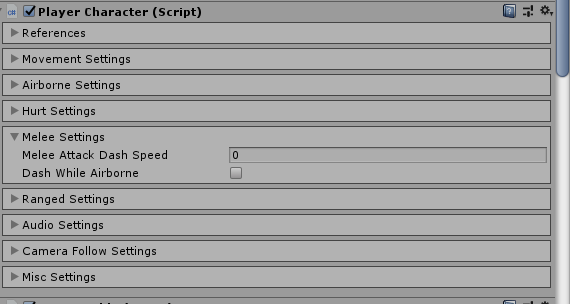 Player Character (Script)
References
Movement Settings
Airborne Settings
Hurt Settings
Melee Settings
Melee Attack Dash Speed 0
Dash While Airborne
Ranged Settings
Audio Settings
Camera Follow Settings
Misc Settings